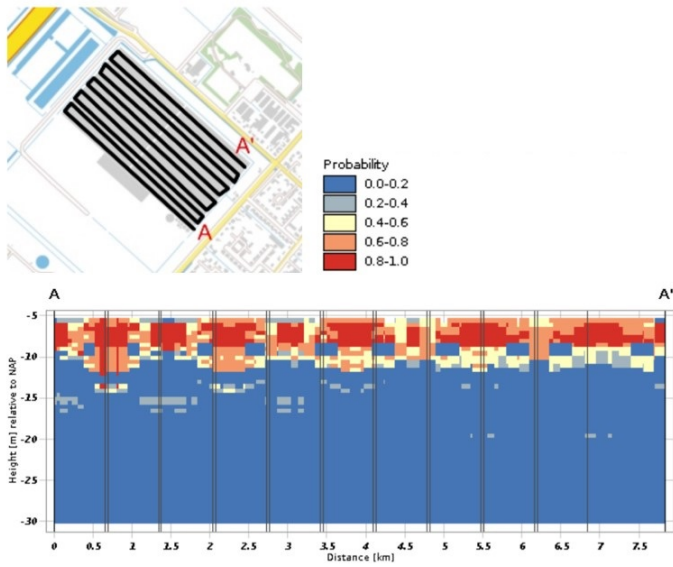 A'
A
Probability
0.0-0.2
0.2-0.4
0.4-0.6
0.6-0.8
0.8-1.0
A A'
Height [m] relative to NAP
-5
-10
-15
-20
-25
-30
0 0.5 1 1.5 2 2.5 3 3.5 4 4.5 5 5.5 6 6.5 7 7.5
Distance [km]